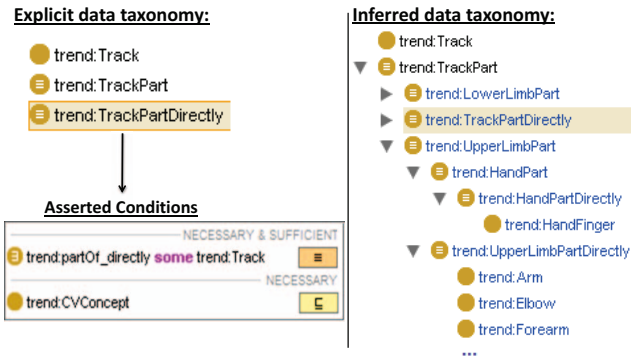 Explicit data taxonomy:
trend:Track
trend:TrackPart
trend:TrackPartDirectly
Asserted Conditions
NECESSARY & SUFFICIENT
trend:partOf_directly some trend:Track
≡
NECESSARY
trend:CVConcept
⊑
Inferred data taxonomy:
trend:Track
trend:TrackPart
trend:LowerLimbPart
trend:TrackPartDirectly
trend:UpperLimbPart
trend:HandPart
trend:HandPartDirectly
trend:HandFinger
trend:UpperLimbPartDirectly
trend:Arm
trend:Elbow
trend:Forearm
...